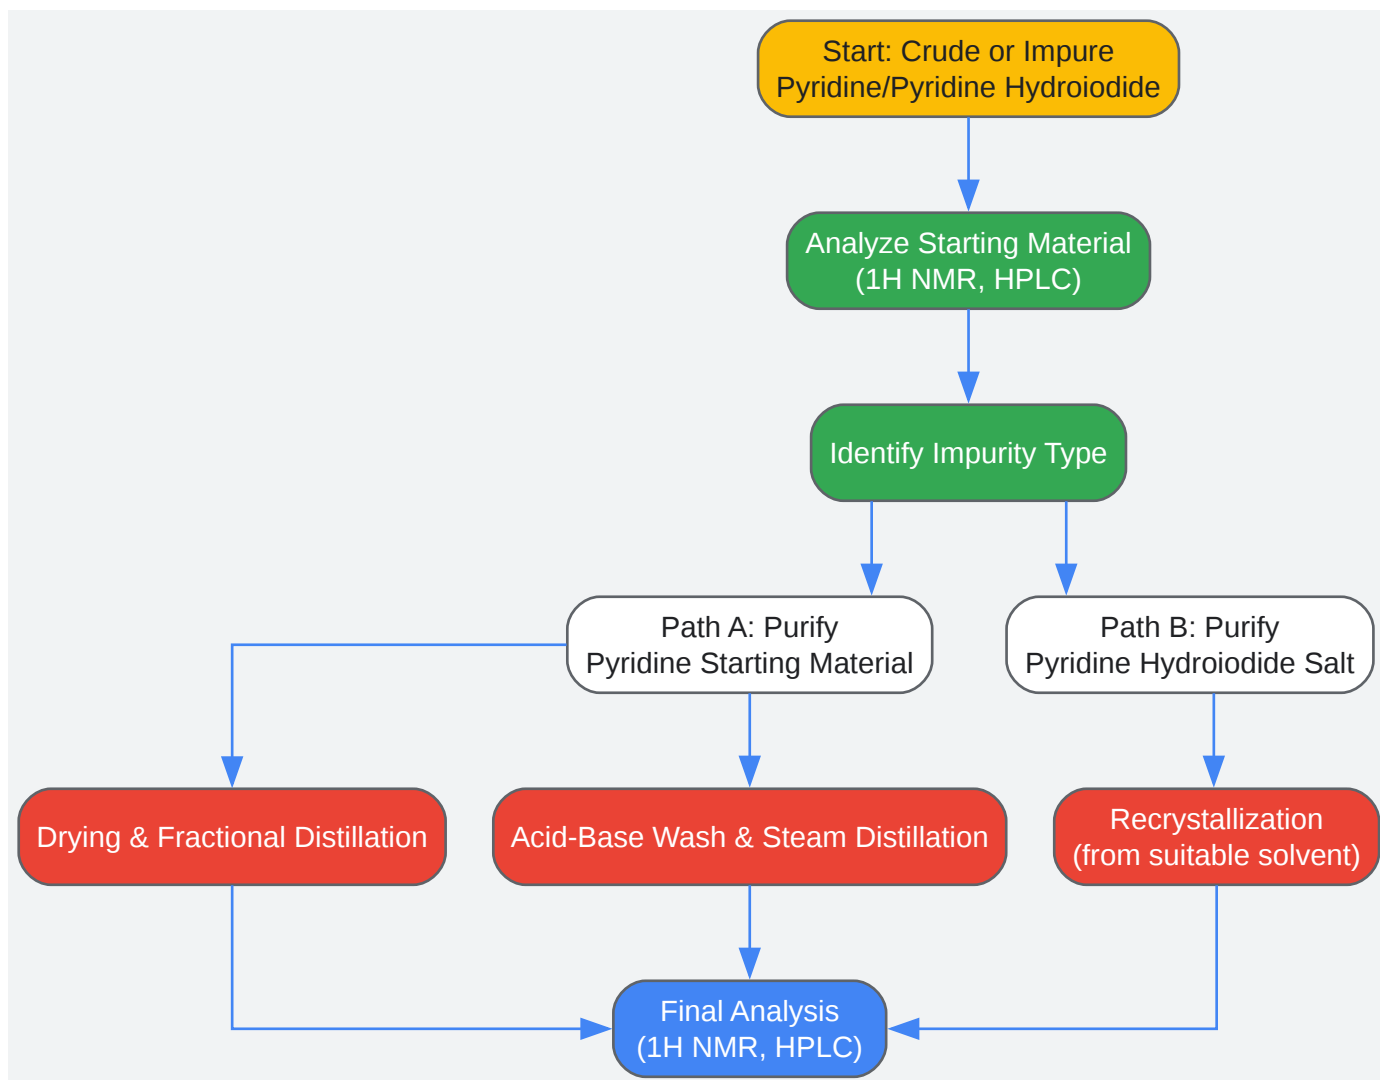 Start: Crude or Impure
Pyridine/Pyridine Hydroiodide
Analyze Starting Material
(1H NMR, HPLC)
Identify Impurity Type
Path A: Purify
Pyridine Starting Material
Path B: Purify
Pyridine Hydroiodide Salt
Drying & Fractional Distillation
Acid-Base Wash & Steam Distillation
Recrystallization
(from suitable solvent)
Final Analysis
(1H NMR, HPLC)